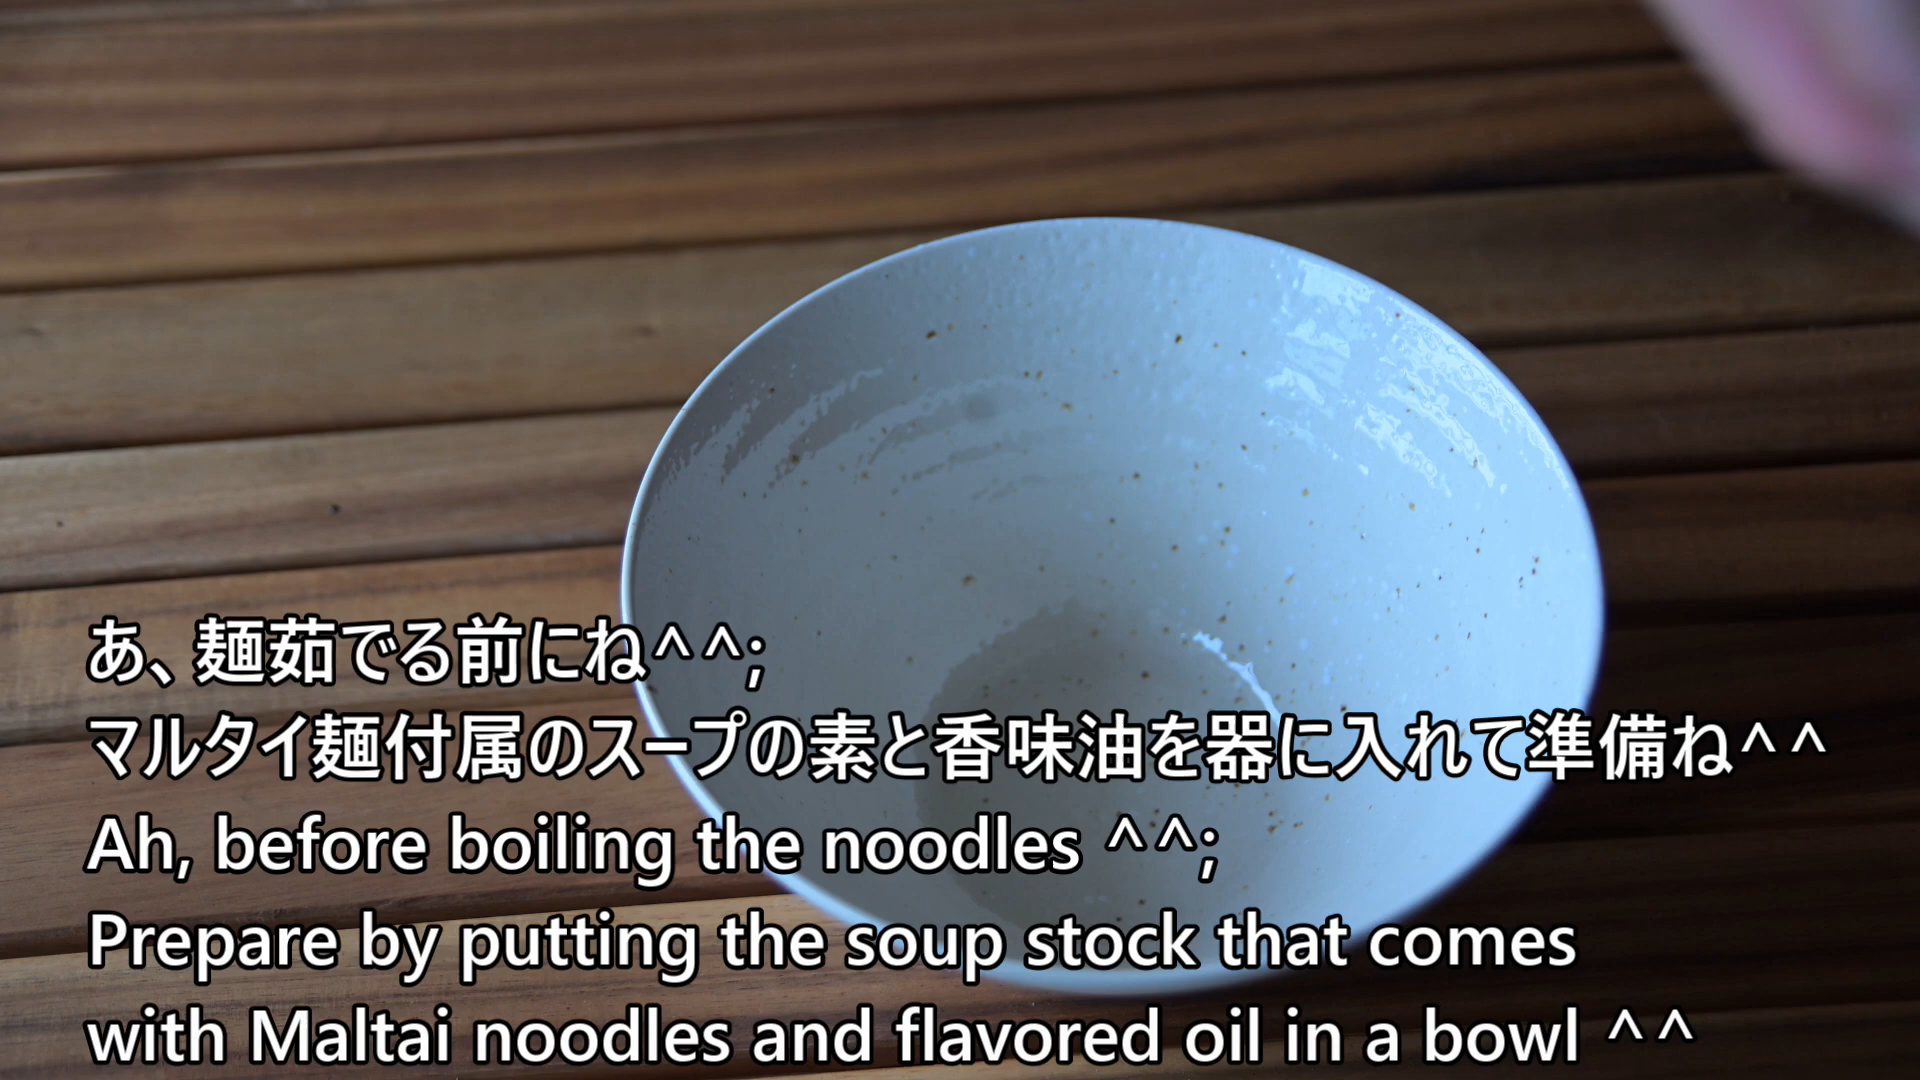 あ、麺茹でる前にね^^;
マルタイ麺付属のスープの素と香味油を器に入れて準備ね^^
Ah, before boiling the noodles ^^;
Prepare by putting the soup stock that comes
with Maltai noodles and flavored oil in a bowl ^^